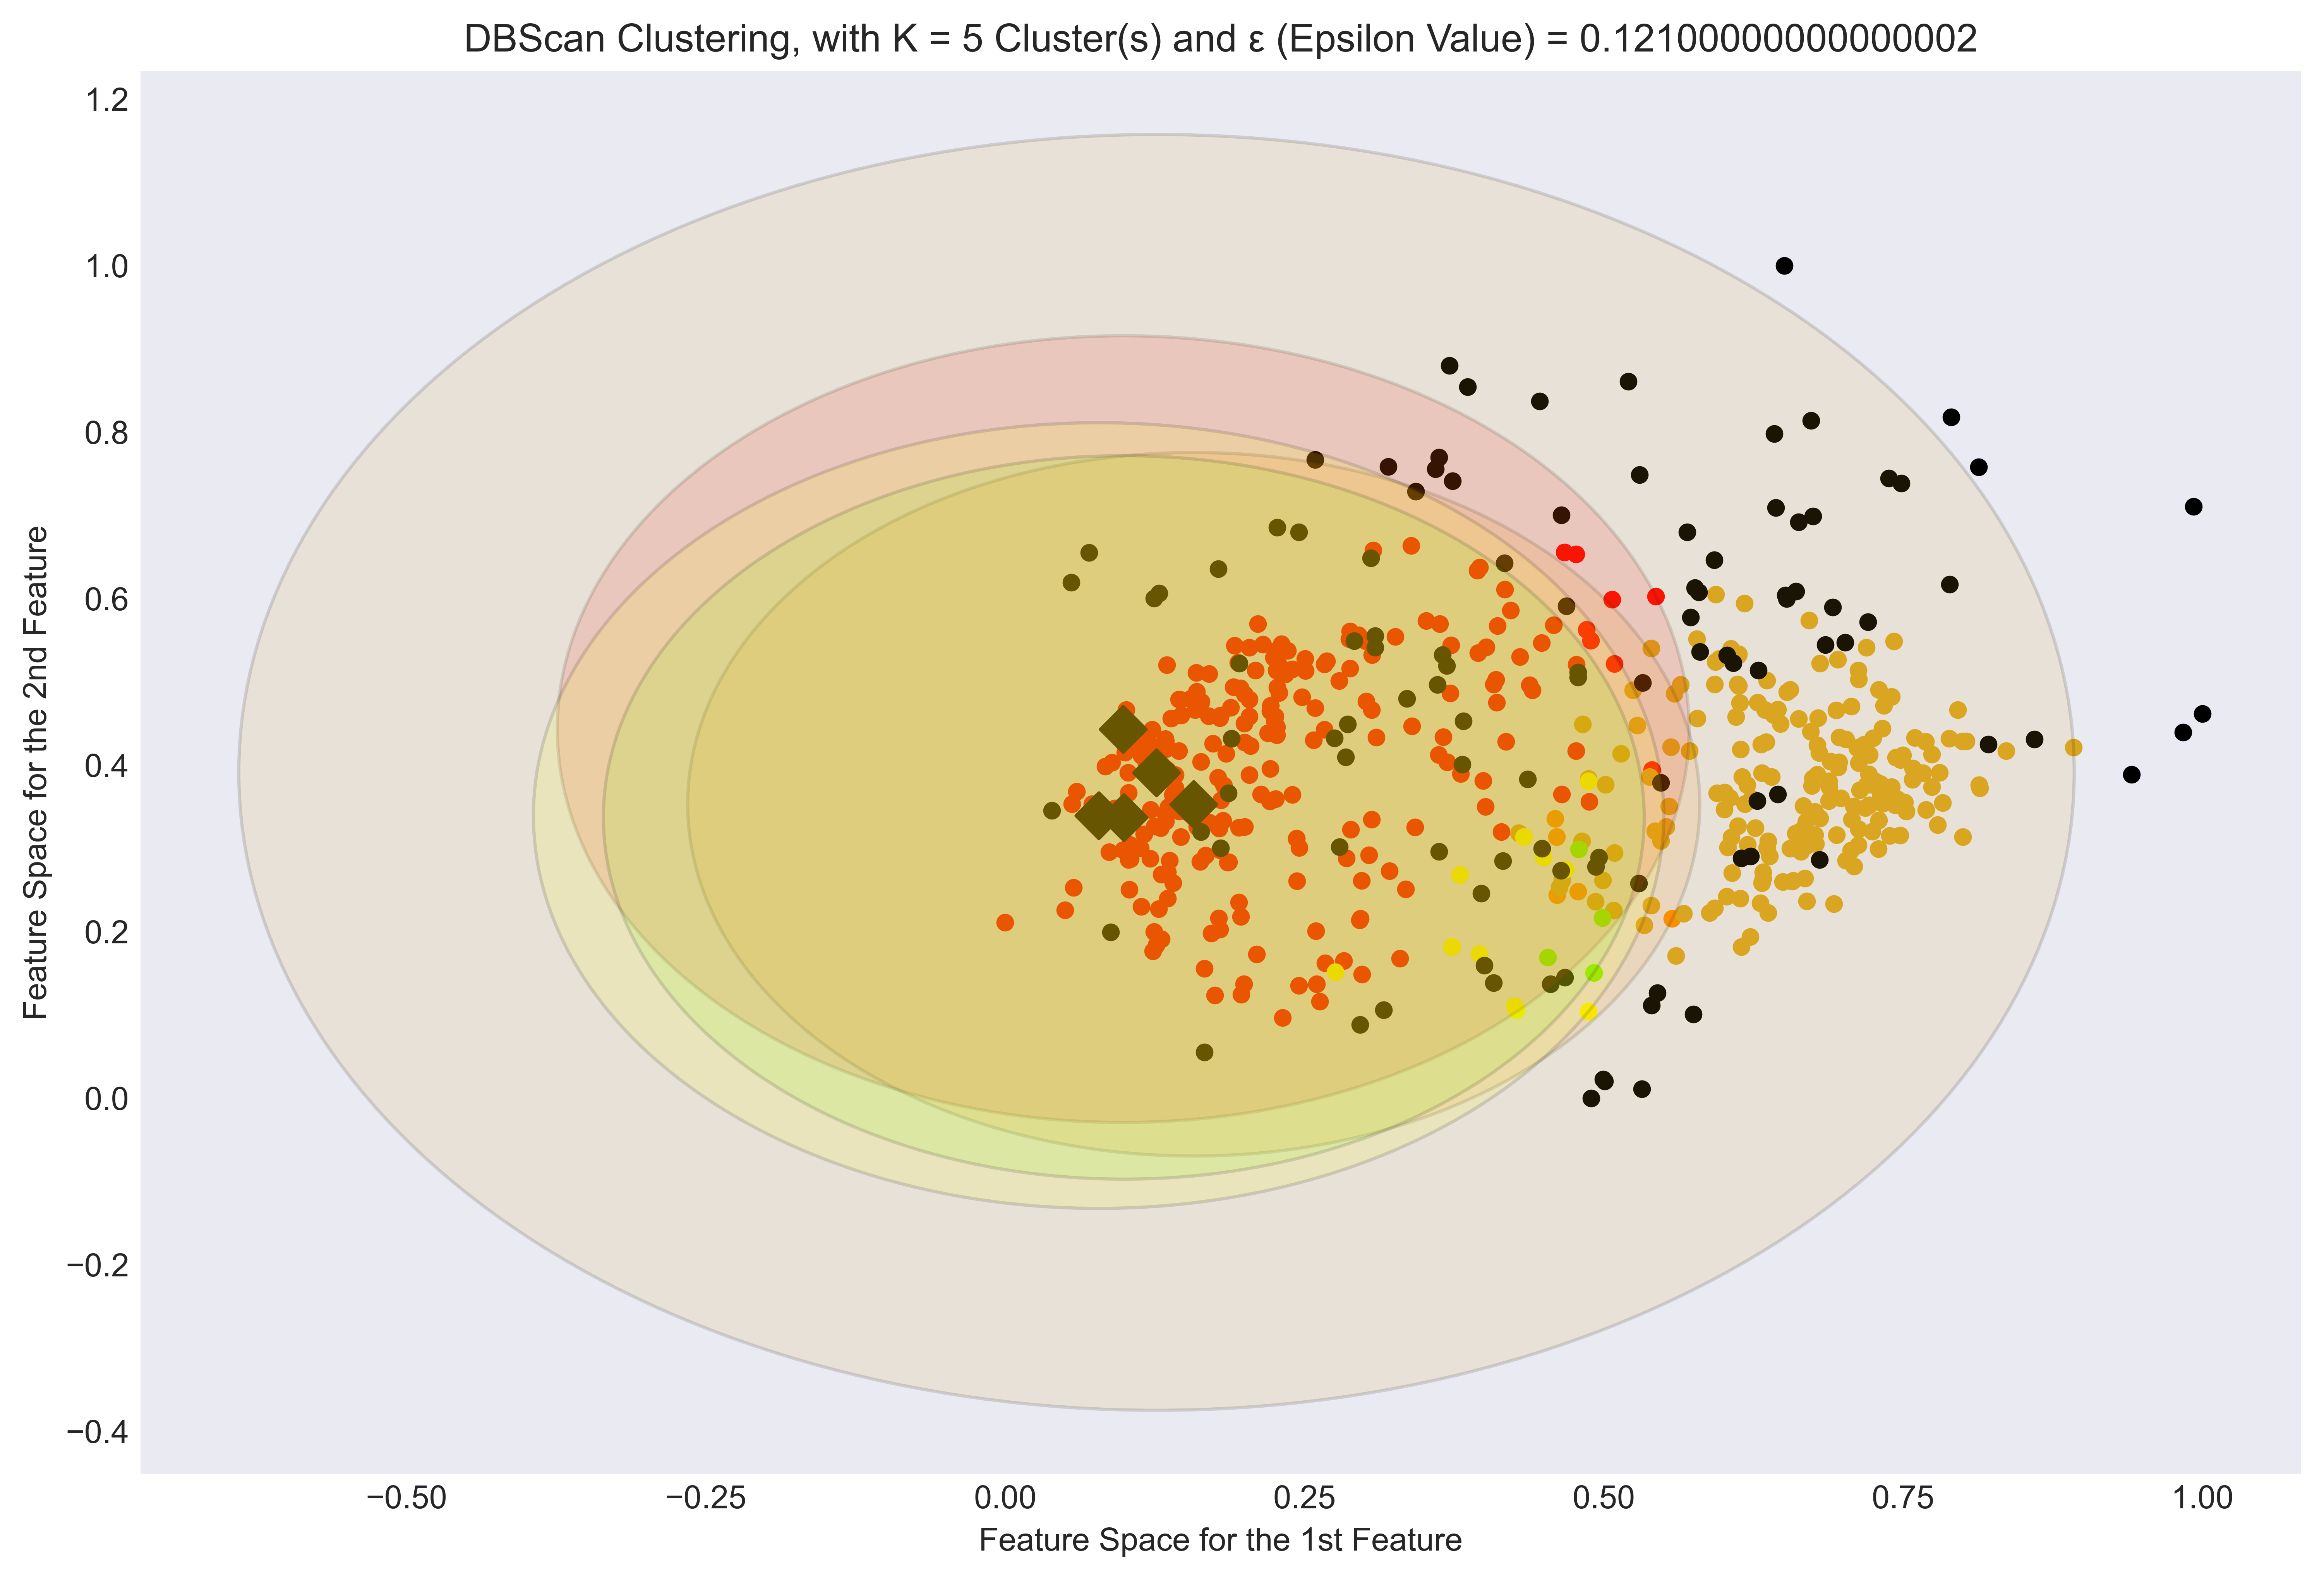 DBScan Clustering, with K = 5 Cluster(s) and ε (Epsilon Value) = 0.12100000000000002
1.2
1.0
0.8
0.6
0.4
0.2
0.0
−0.2
−0.4
Feature Space for the 2nd Feature
−0.50 −0.25 0.00 0.25 0.50 0.75 1.00
Feature Space for the 1st Feature